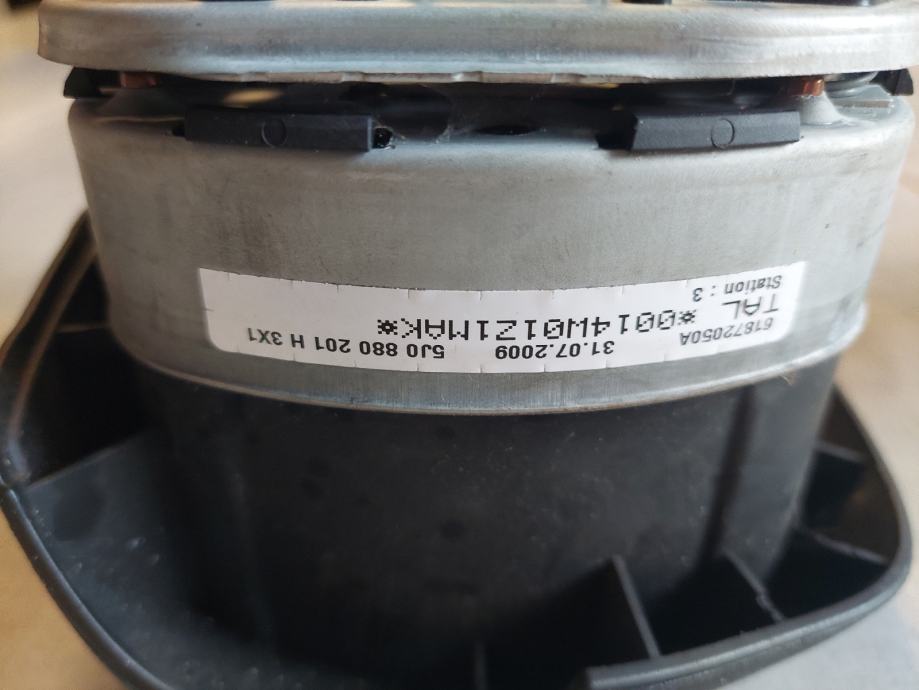 61872050A 31.07.2009 5J0 880 201 H 3X1
TAL *0014W01Z1MAK*
Station : 3